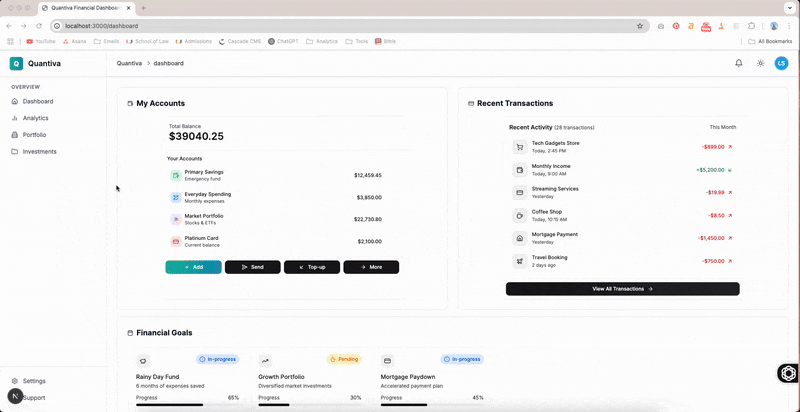 Quantiva Financial Dashboard
localhost:3000/dashboard
YouTube Asana Emails School of Law Admissions Cascade CMS ChatGPT Analytics Tools Bible All Bookmarks
Q Quantiva
Quantiva > dashboard
LS
OVERVIEW
Dashboard
Analytics
Portfolio
Investments
Settings
Support
N
My Accounts
Total Balance
$39040.25
Your Accounts
Primary Savings
Emergency fund
$12,459.45
Everyday Spending
Monthly expenses
$3,850.00
Market Portfolio
Stocks & ETFs
$22,730.80
Platinum Card
Current balance
$2,100.00
+ Add
Send
Top-up
More
Recent Transactions
Recent Activity (28 transactions)
This Month
Tech Gadgets Store
Today, 2:45 PM
-$899.00
Monthly Income
Today, 9:00 AM
+$5,200.00
Streaming Services
Yesterday
-$19.99
Coffee Shop
Today, 10:15 AM
-$8.50
Mortgage Payment
Yesterday
-$1,450.00
Travel Booking
2 days ago
-$750.00
View All Transactions
Financial Goals
In-progress
Rainy Day Fund
6 months of expenses saved
Progress 65%
Pending
Growth Portfolio
Diversified market investments
Progress 30%
In-progress
Mortgage Paydown
Accelerated payment plan
Progress 45%